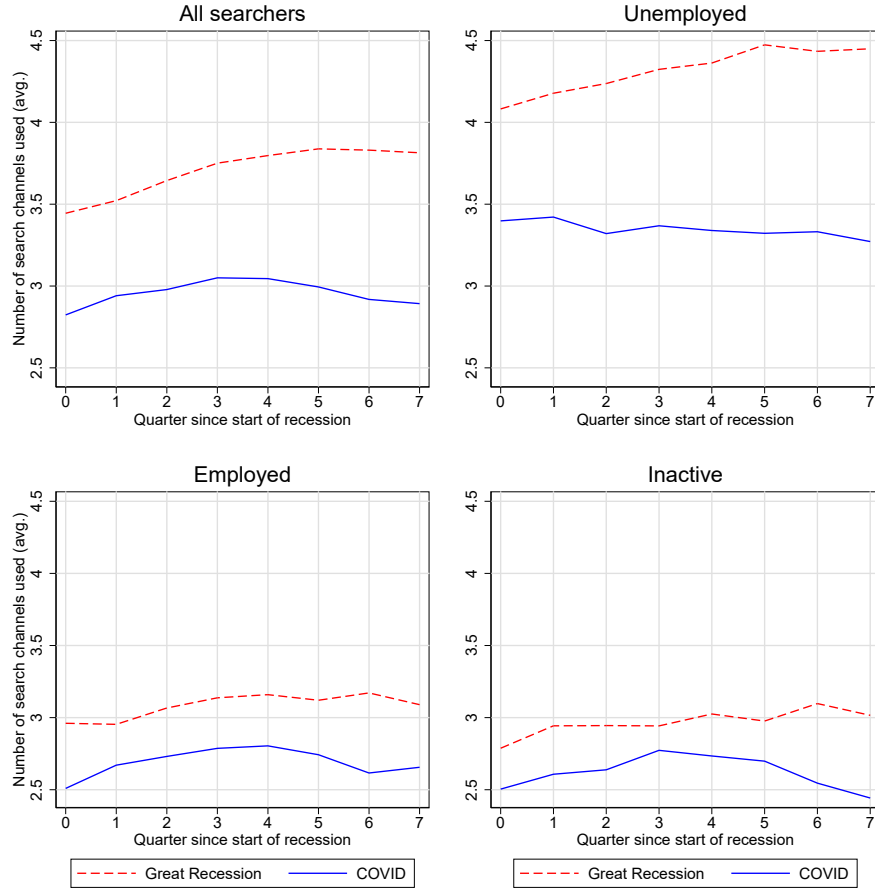 All searchers
Number of search channels used (avg.)
4.5
4
3.5
3
2.5
0 1 2 3 4 5 6 7
Quarter since start of recession
Unemployed
4.5
4
3.5
3
2.5
0 1 2 3 4 5 6 7
Quarter since start of recession
Employed
Number of search channels used (avg.)
4.5
4
3.5
3
2.5
0 1 2 3 4 5 6 7
Quarter since start of recession
Great Recession COVID
Inactive
4.5
4
3.5
3
2.5
0 1 2 3 4 5 6 7
Quarter since start of recession
Great Recession COVID